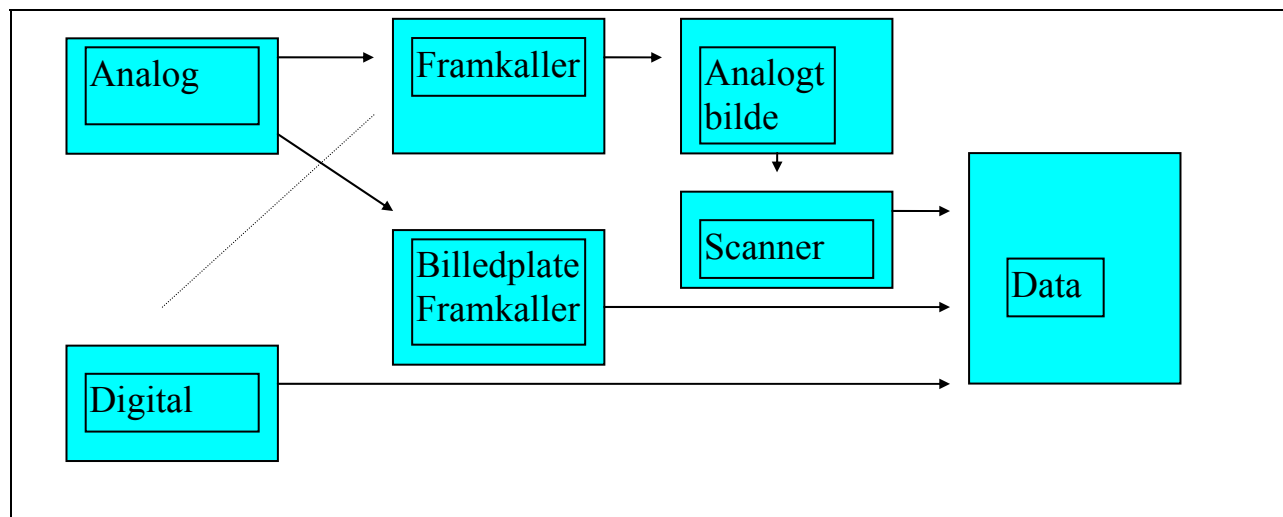 Analog
Framkaller
Analogt
bilde
Scanner
Billedplate
Framkaller
Data
Digital